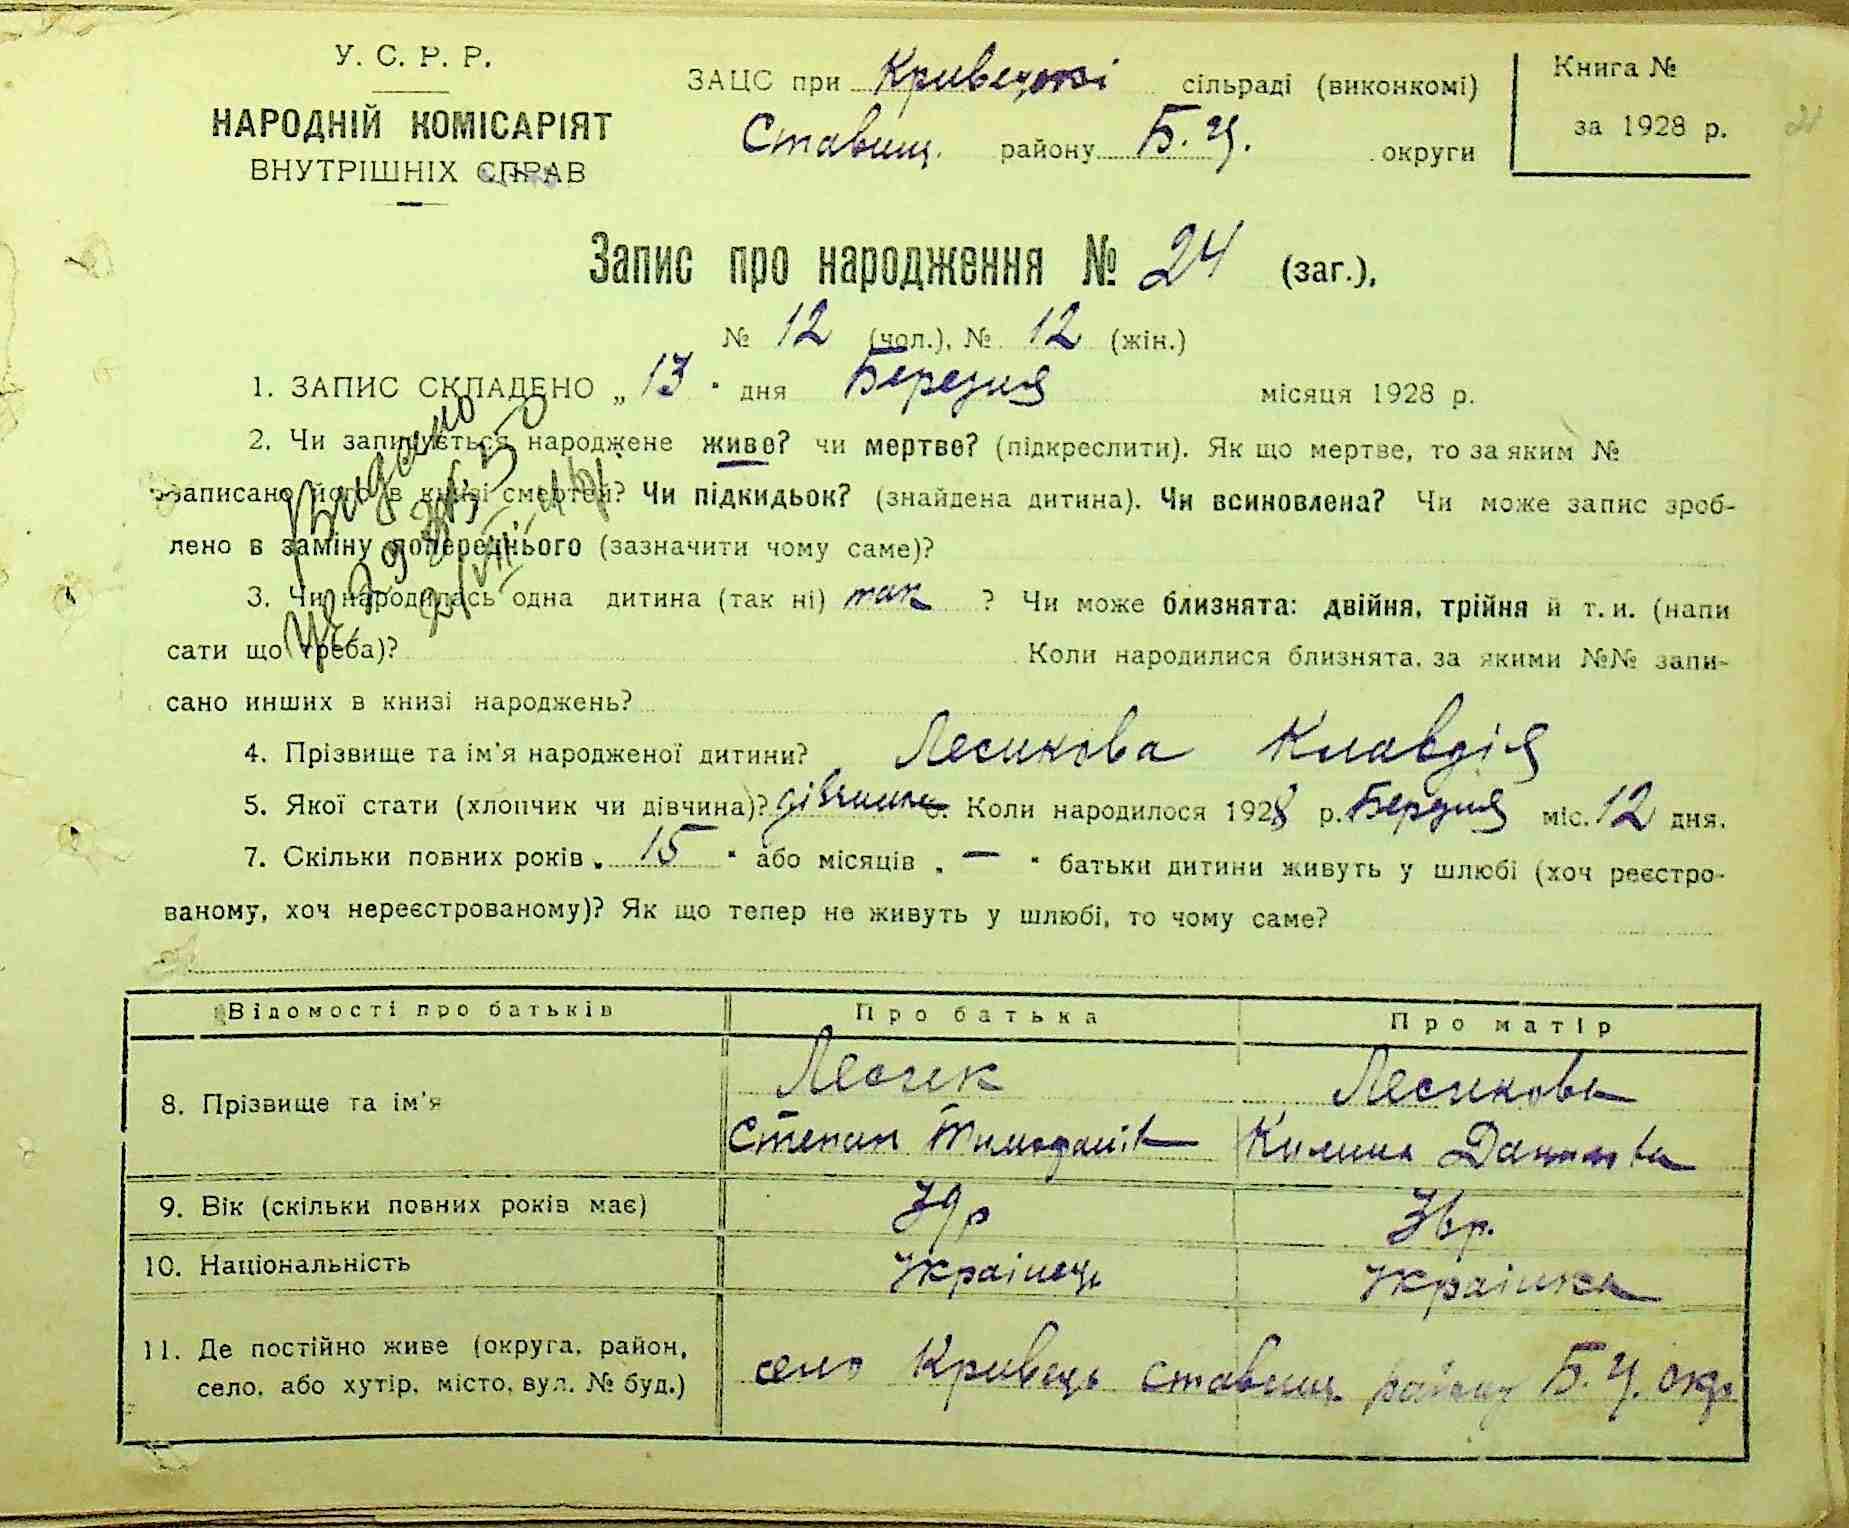 У. С. Р. Р.
НАРОДНІЙ КОМІСАРІЯТ
ВНУТРІШНІХ СПРАВ
ЗАЦС при Кривецькі сільраді (виконкомі)
Ставищ. району Б. Ц. округи
Книга №
за 1928 р.
Запис про народження № 24 (заг.),
№ 12 (чол.), № 12 (жін.)
1. ЗАПИС СКЛАДЕНО „ 13 " дня Березня місяця 1928 р.
2. Чи записується народжене живе? чи мертве? (підкреслити). Як що мертве, то за яким №
записано його в книзі смертей? Чи підкидьок? (знайдена дитина). Чи всиновлена? Чи може запис зроб-
лено в заміну попереднього (зазначити чому саме)?
Видано
3. Чи народилась одна дитина (так ні) так ? Чи може близнята: двійня, трійня й т. и. (напи
сати що треба)? Коли народилися близнята, за якими №№ запи-
сано инших в книзі народжень?
4. Прізвище та ім'я народженої дитини? Лесикова Клавдія
5. Якої стати (хлопчик чи дівчина)? дівчина Коли народилося 1928 р. Березня міс. 12 дня.
7. Скільки повних років „ 15 " або місяців „ — " батьки дитини живуть у шлюбі (хоч реєстро-
ваному, хоч нереєстрованому)? Як що тепер не живуть у шлюбі, то чому саме?
Відомості про батьків Про батька Про матір
8. Прізвище та ім'я Лесик Лесикова
Степан Килина
9. Вік (скільки повних років має)
10. Національність Украінець Украінка
11. Де постійно живе (округа, район,
село, або хутір, місто, вул. № буд.)
село Кривець ставищ району Б. Ц. окр